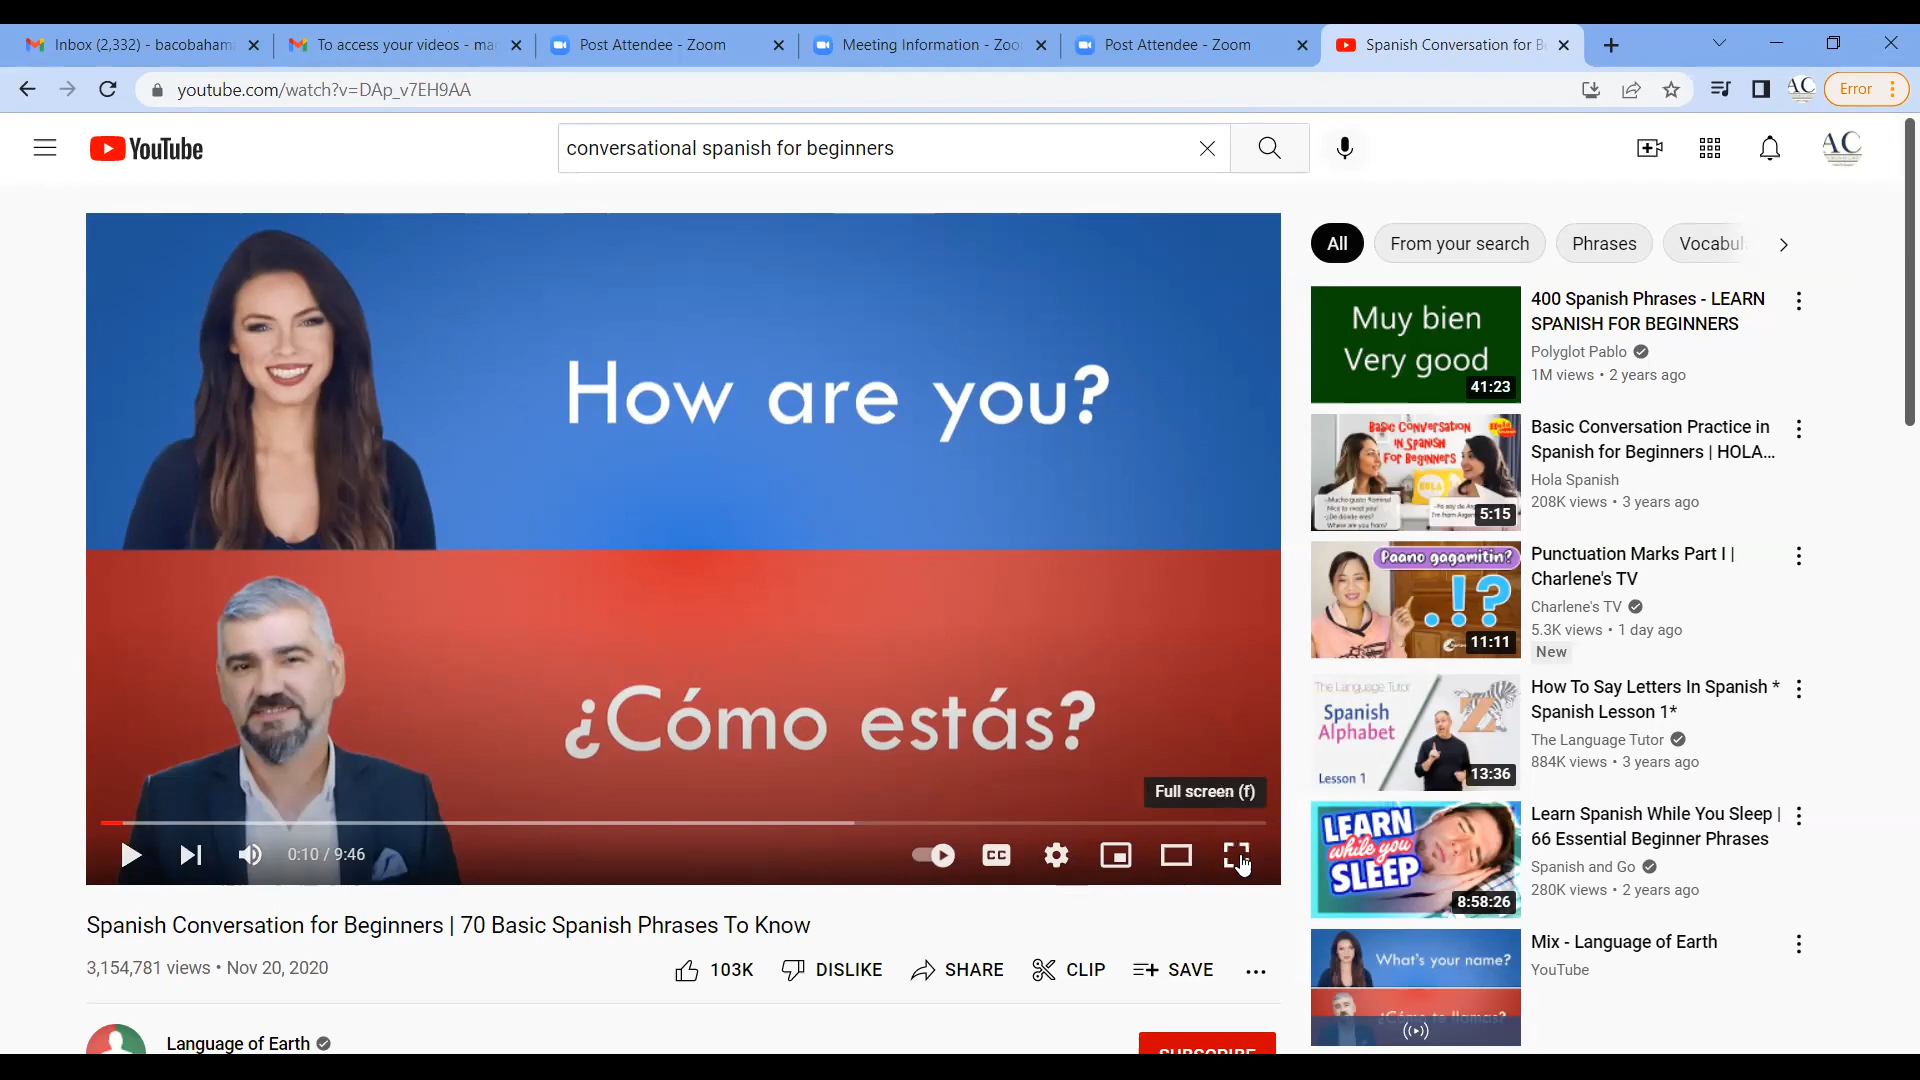 Inbox (2,332) - bacobaham
To access your videos - ma
Post Attendee - Zoom
Meeting Information - Zoo
Post Attendee - Zoom
Spanish Conversation for B
youtube.com/watch?v=DAp_v7EH9AA
AC
Error
YouTube
conversational spanish for beginners
AC
How are you?
¿Cómo estás?
Full screen (f)
0:10 / 9:46
CC
Spanish Conversation for Beginners | 70 Basic Spanish Phrases To Know
3,154,781 views • Nov 20, 2020
103K
DISLIKE
SHARE
CLIP
SAVE
Language of Earth
SUBSCRIBE
All
From your search
Phrases
Vocabul
Muy bien
Very good
41:23
400 Spanish Phrases - LEARN
SPANISH FOR BEGINNERS
Polyglot Pablo
1M views • 2 years ago
Basic Conversation
in Spanish
For Beginners
HOLA
5:15
Basic Conversation Practice in
Spanish for Beginners | HOLA...
Hola Spanish
208K views • 3 years ago
Paano gagamitin?
.!?
11:11
Punctuation Marks Part I |
Charlene's TV
Charlene's TV
5.3K views • 1 day ago
New
The Language Tutor
Spanish
Alphabet
Z
Lesson 1
13:36
How To Say Letters In Spanish *
Spanish Lesson 1*
The Language Tutor
884K views • 3 years ago
LEARN
while you
SLEEP
8:58:26
Learn Spanish While You Sleep |
66 Essential Beginner Phrases
Spanish and Go
280K views • 2 years ago
What's your name?
¿Cómo te llamas?
Mix - Language of Earth
YouTube